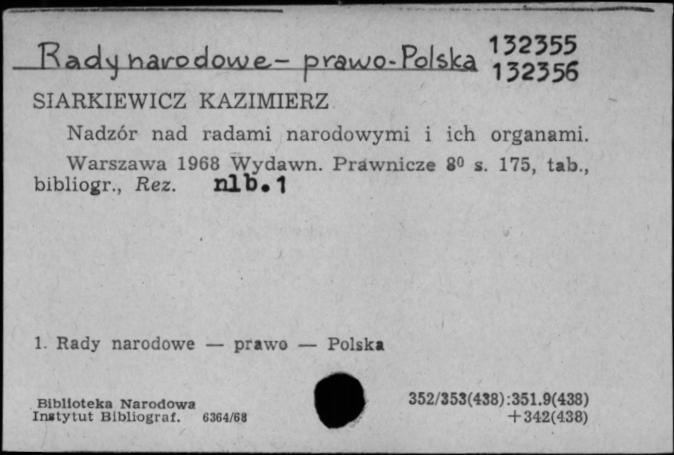 Rady narodowe - prawo - Polska 132355
132356
SIARKIEWICZ KAZIMIERZ
Nadzór nad radami narodowymi i ich organami.
Warszawa 1968 Wydawn. Prawnicze 8⁰ s. 175, tab.,
bibliogr., Rez. nlb. 1
1. Rady narodowe — prawo — Polska
Biblioteka Narodowa
Instytut Bibliograf. 6364/68
352/353(438):351.9(438)
+342(438)